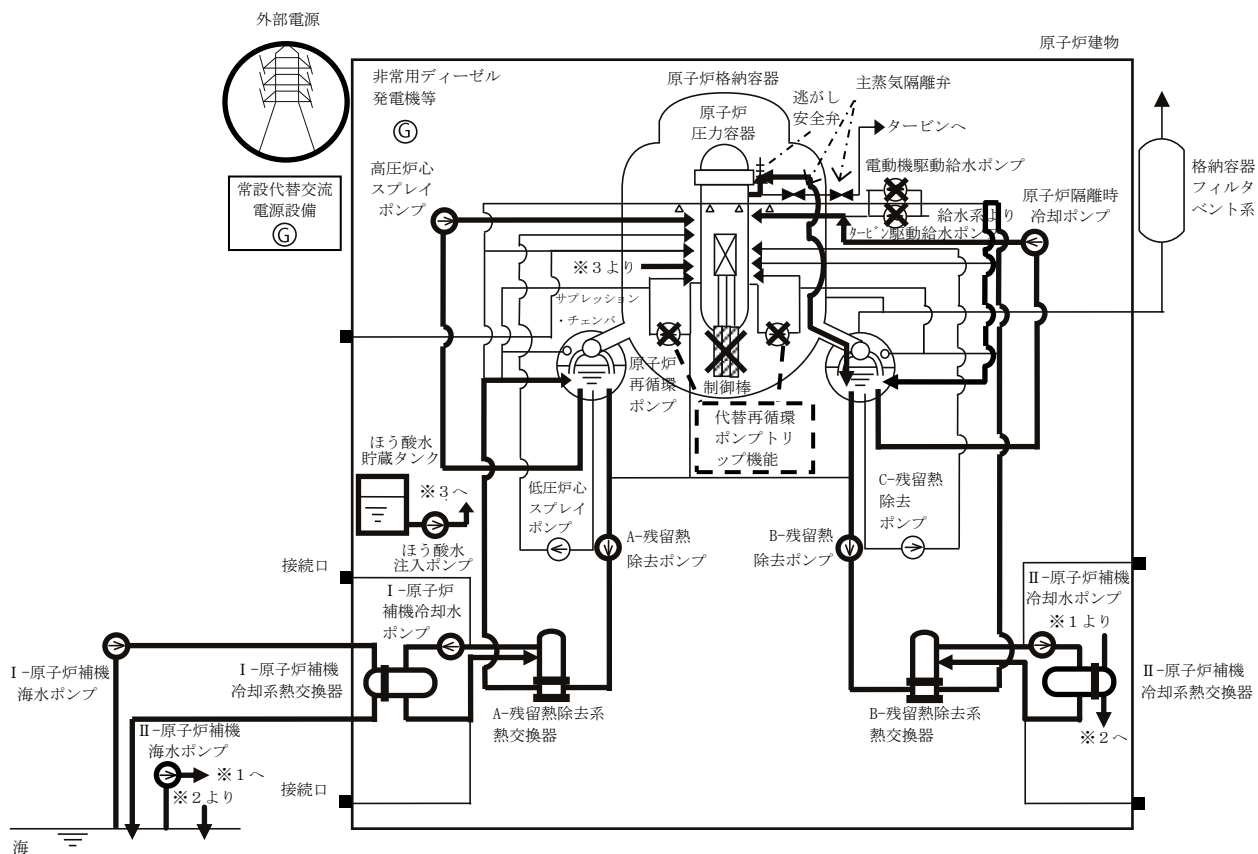 外部電源
原子炉建物
非常用ディーゼル
発電機等
G
原子炉格納容器
原子炉
圧力容器
逃がし
安全弁
主蒸気隔離弁
タービンへ
常設代替交流
電源設備
G
高圧炉心
スプレイ
ポンプ
電動機駆動給水ポンプ
原子炉隔離時
冷却ポンプ
給水系より
タービン駆動給水ポンプ
格納容器
フィルタ
ベント系
※3より
サプレッション
・チェンバ
原子炉
再循環
ポンプ
制御棒
代替再循環
ポンプトリ
ップ機能
ほう酸水
貯蔵タンク
※3へ
ほう酸水
注入ポンプ
低圧炉心
スプレイ
ポンプ
A-残留熱
除去ポンプ
B-残留熱
除去ポンプ
C-残留熱
除去
ポンプ
接続口
Ⅰ-原子炉
補機冷却水
ポンプ
Ⅱ-原子炉補機
冷却水ポンプ
※1より
Ⅰ-原子炉補機
海水ポンプ
Ⅰ-原子炉補機
冷却系熱交換器
A-残留熱除去系
熱交換器
B-残留熱除去系
熱交換器
Ⅱ-原子炉補機
冷却系熱交換器
※2へ
Ⅱ-原子炉補機
海水ポンプ
※1へ
※2より
接続口
海